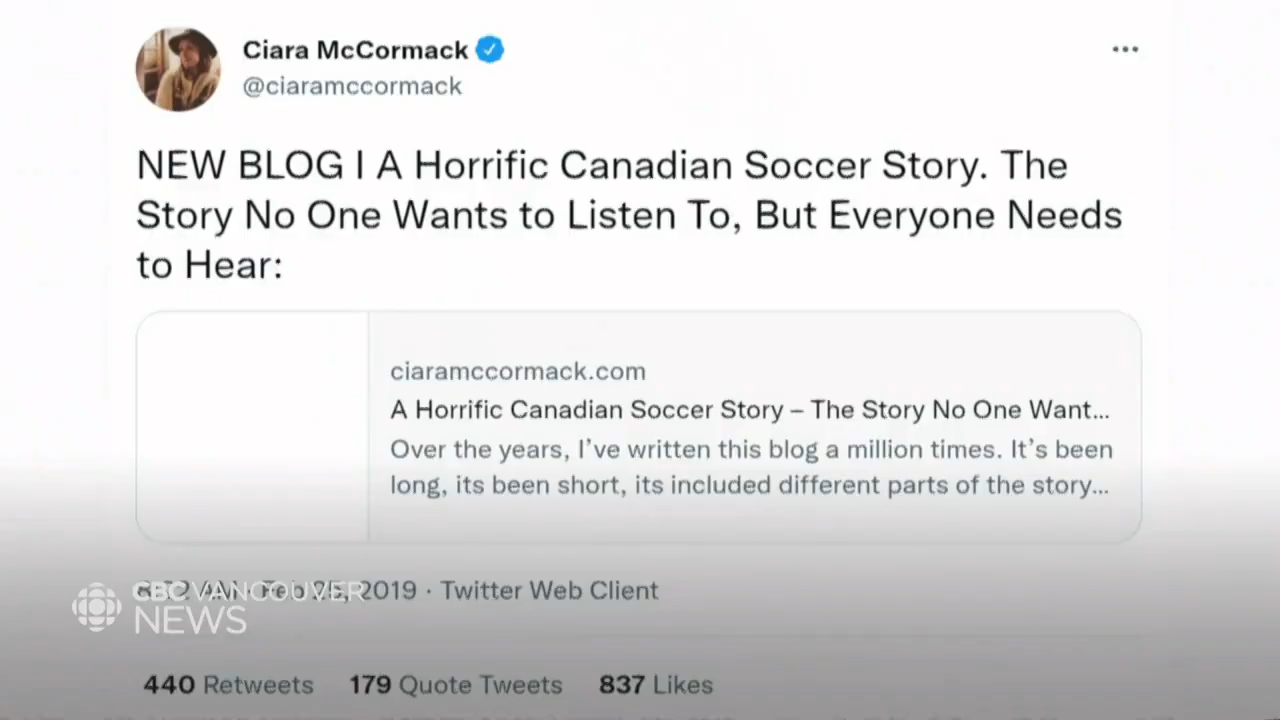 Ciara McCormack
@ciaramccormack
NEW BLOG I A Horrific Canadian Soccer Story. The
Story No One Wants to Listen To, But Everyone Needs
to Hear:
ciaramccormack.com
A Horrific Canadian Soccer Story – The Story No One Want...
Over the years, I’ve written this blog a million times. It’s been
long, its been short, its included different parts of the story...
AM · Feb 25, 2019 · Twitter Web Client
CBC VANCOUVER
NEWS
440 Retweets 179 Quote Tweets 837 Likes